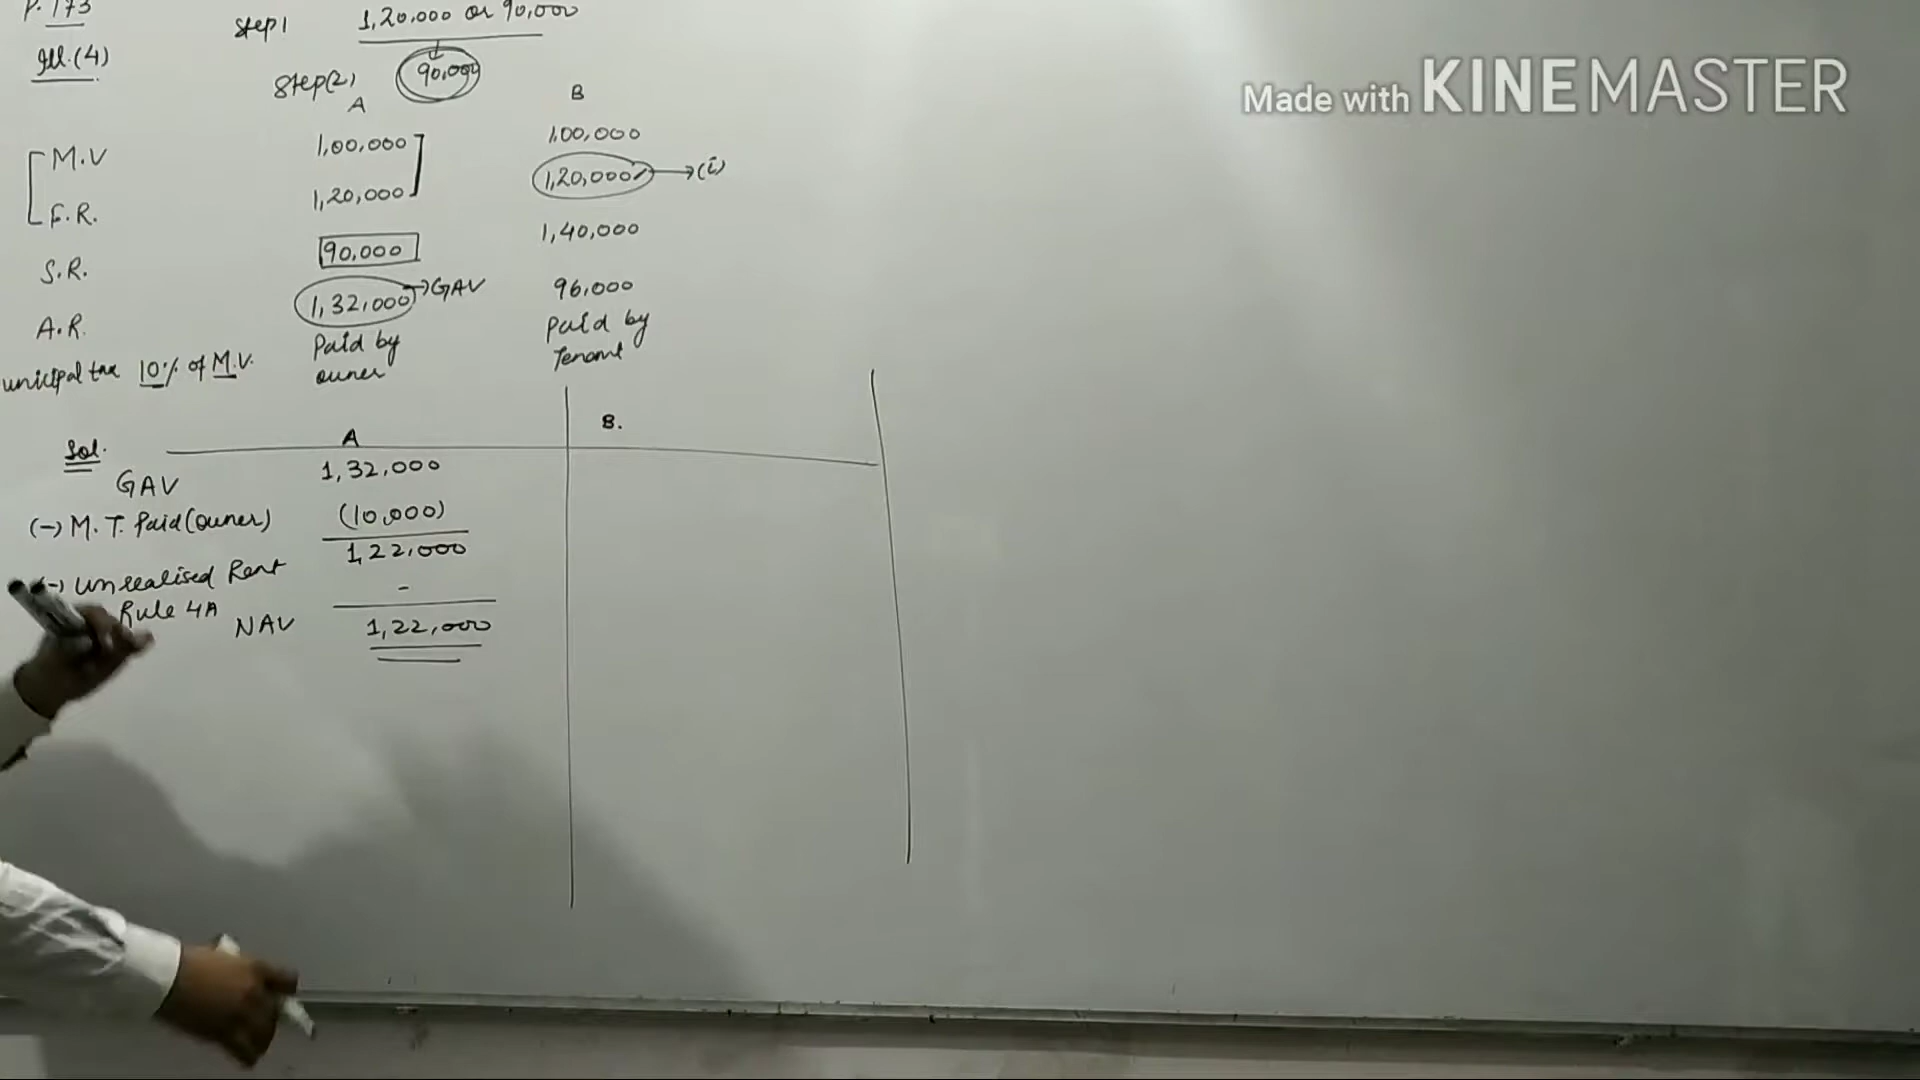 P. 173
Step 1 1,20,000 or 90,000
Ill.(4)
90,000
Step(2)
A B
M.V 1,00,000 1,00,000
F.R. 1,20,000 1,20,000 →(i)
S.R. 90,000 1,40,000
A.R. 1,32,000 →GAV 96,000
unicipal tax 10% of M.V. Paid by owner Paid by Tenant
Sol. A B.
GAV 1,32,000
(-) M.T. Paid(owner) (10,000)
1,22,000
(-) Unrealised Rent -
Rule 4A
NAV 1,22,000
Made with KINEMASTER